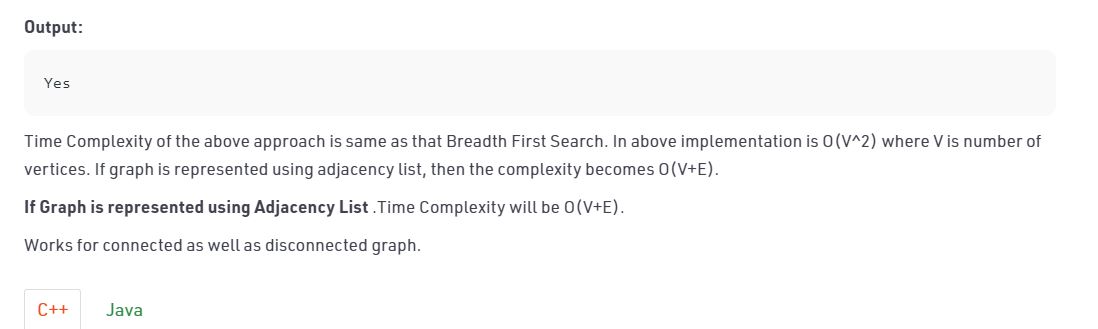 Output:
Yes
Time Complexity of the above approach is same as that Breadth First Search. In above implementation is O(V^2) where V is number of
vertices. If graph is represented using adjacency list, then the complexity becomes O(V+E).
If Graph is represented using Adjacency List .Time Complexity will be O(V+E).
Works for connected as well as disconnected graph.
C++ Java